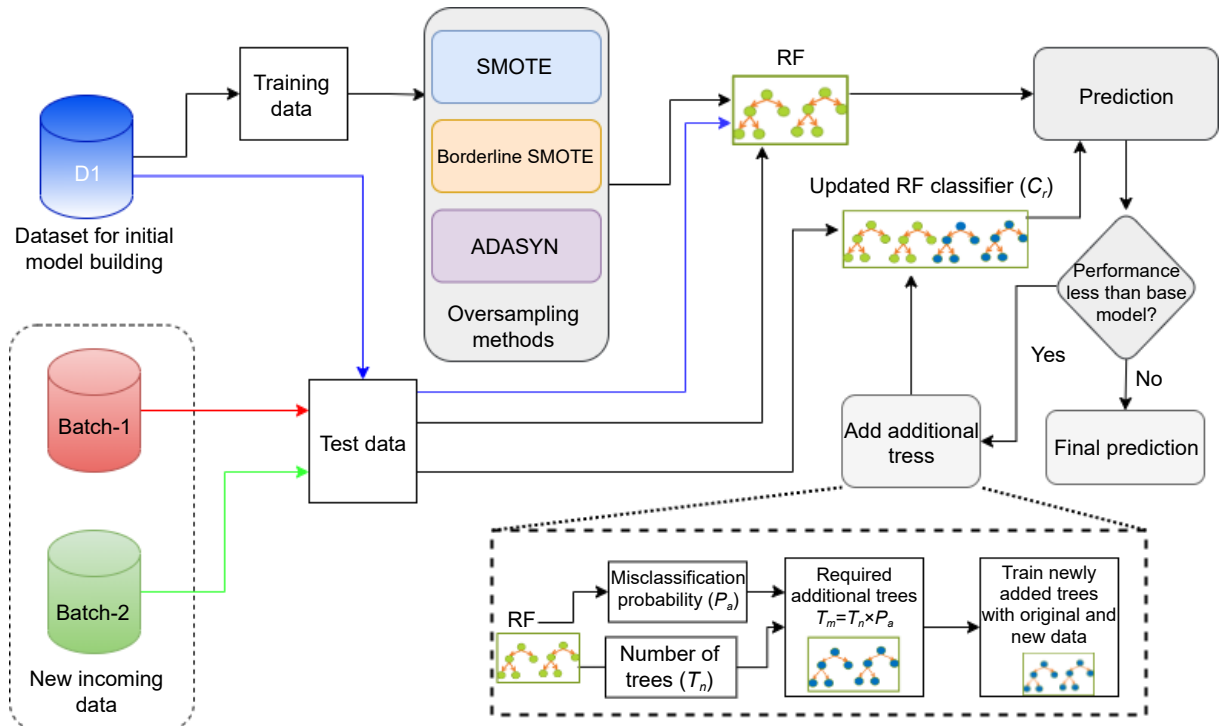 Training
data
D1
Dataset for initial
model building
SMOTE
Borderline SMOTE
ADASYN
Oversampling
methods
RF
Prediction
Updated RF classifier (Cr)
Performance
less than base
model?
Yes
No
Final prediction
Add additional
tress
Batch-1
Batch-2
New incoming
data
Test data
RF
Misclassification
probability (Pa)
Number of
trees (Tn)
Required
additional trees
Tm=Tn×Pa
Train newly
added trees
with original and
new data